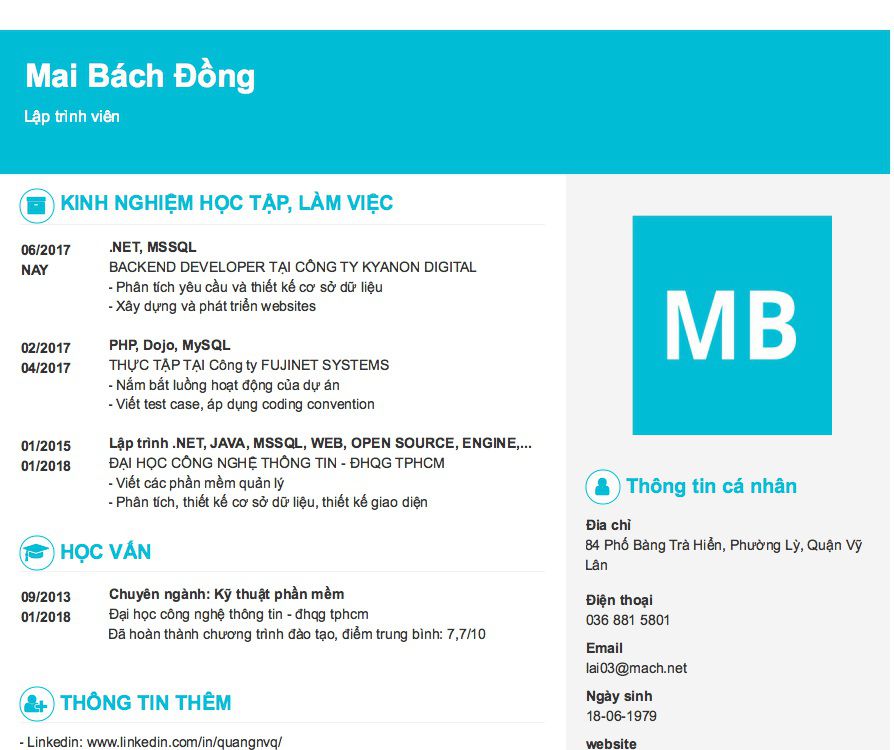 Mai Bách Đồng
Lập trình viên
KINH NGHIỆM HỌC TẬP, LÀM VIỆC
06/2017
NAY
.NET, MSSQL
BACKEND DEVELOPER TẠI CÔNG TY KYANON DIGITAL
- Phân tích yêu cầu và thiết kế cơ sở dữ liệu
- Xây dựng và phát triển websites
02/2017
04/2017
PHP, Dojo, MySQL
THỰC TẬP TẠI Công ty FUJINET SYSTEMS
- Nắm bắt luồng hoạt động của dự án
- Viết test case, áp dụng coding convention
01/2015
01/2018
Lập trình .NET, JAVA, MSSQL, WEB, OPEN SOURCE, ENGINE,...
ĐẠI HỌC CÔNG NGHỆ THÔNG TIN - ĐHQG TPHCM
- Viết các phần mềm quản lý
- Phân tích, thiết kế cơ sở dữ liệu, thiết kế giao diện
HỌC VẤN
09/2013
01/2018
Chuyên ngành: Kỹ thuật phần mềm
Đại học công nghệ thông tin - đhqg tphcm
Đã hoàn thành chương trình đào tạo, điểm trung bình: 7,7/10
THÔNG TIN THÊM
- Linkedin: www.linkedin.com/in/quangnvq/
MB
Thông tin cá nhân
Địa chỉ
84 Phố Bàng Trà Hiển, Phường Lỳ, Quận Vỹ
Lân
Điện thoại
036 881 5801
Email
lai03@mach.net
Ngày sinh
18-06-1979
website